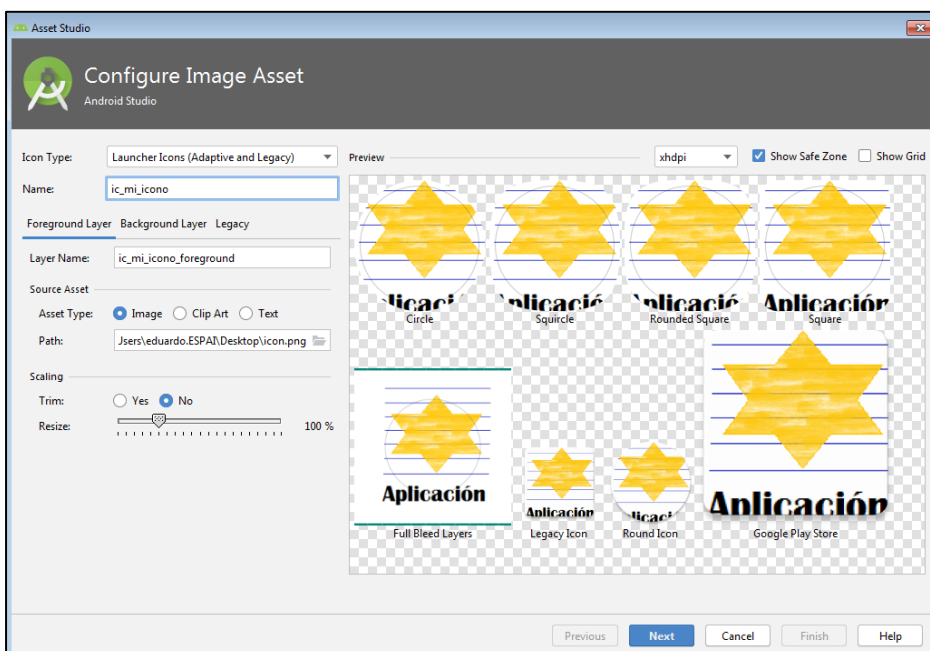 Asset Studio
Configure Image Asset
Android Studio
Icon Type: Launcher Icons (Adaptive and Legacy)
Name: ic_mi_icono
Foreground Layer Background Layer Legacy
Layer Name: ic_mi_icono_foreground
Source Asset
Asset Type: Image Clip Art Text
Path: Jsers\eduardo.ESPAI\Desktop\icon.png
Scaling
Trim: Yes No
Resize: 100 %
Preview xhdpi Show Safe Zone Show Grid
\licaci' \plicació \plicació Aplicación
Circle Squircle Rounded Square Square
Aplicación Aplicación \licaci Aplicación
Full Bleed Layers Legacy Icon Round Icon Google Play Store
Previous Next Cancel Finish Help